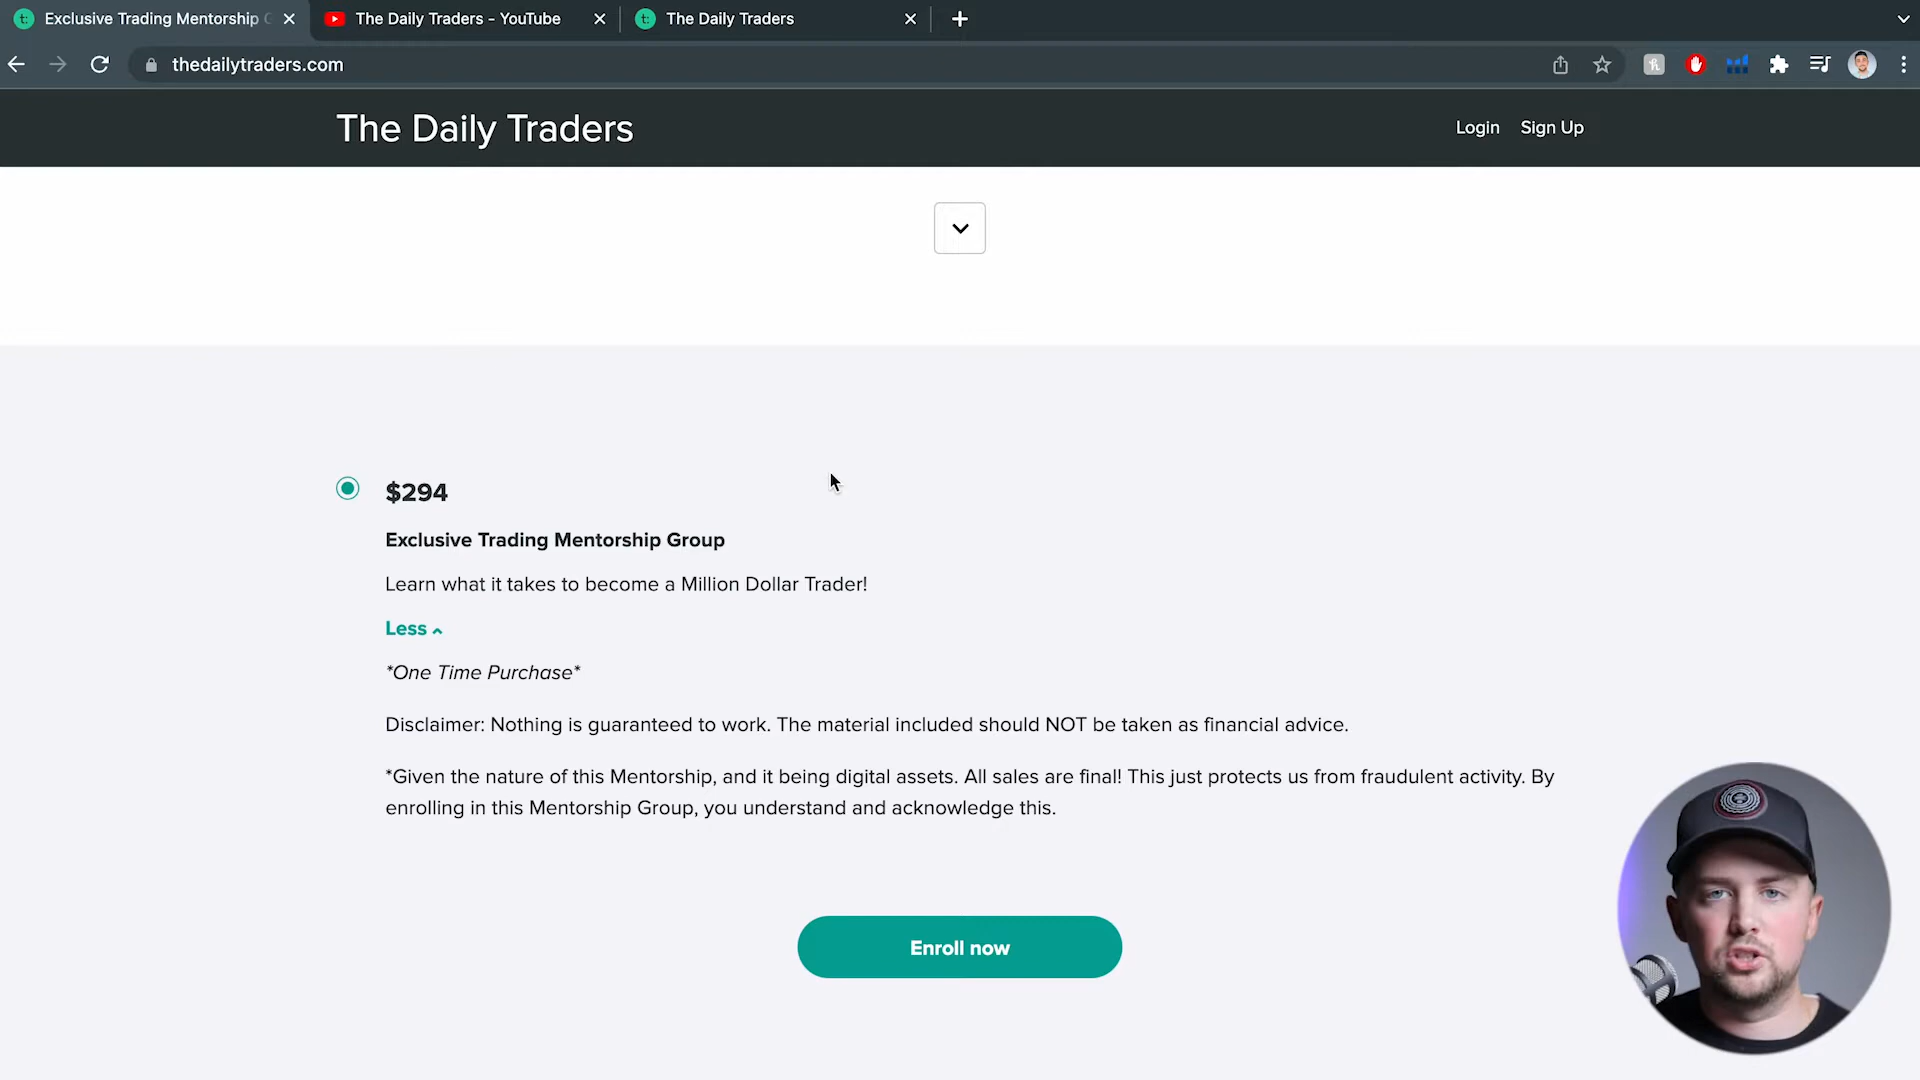 Exclusive Trading Mentorship
The Daily Traders - YouTube
The Daily Traders
thedailytraders.com
The Daily Traders
Login
Sign Up
$294
Exclusive Trading Mentorship Group
Learn what it takes to become a Million Dollar Trader!
Less
*One Time Purchase*
Disclaimer: Nothing is guaranteed to work. The material included should NOT be taken as financial advice.
*Given the nature of this Mentorship, and it being digital assets. All sales are final! This just protects us from fraudulent activity. By
enrolling in this Mentorship Group, you understand and acknowledge this.
Enroll now